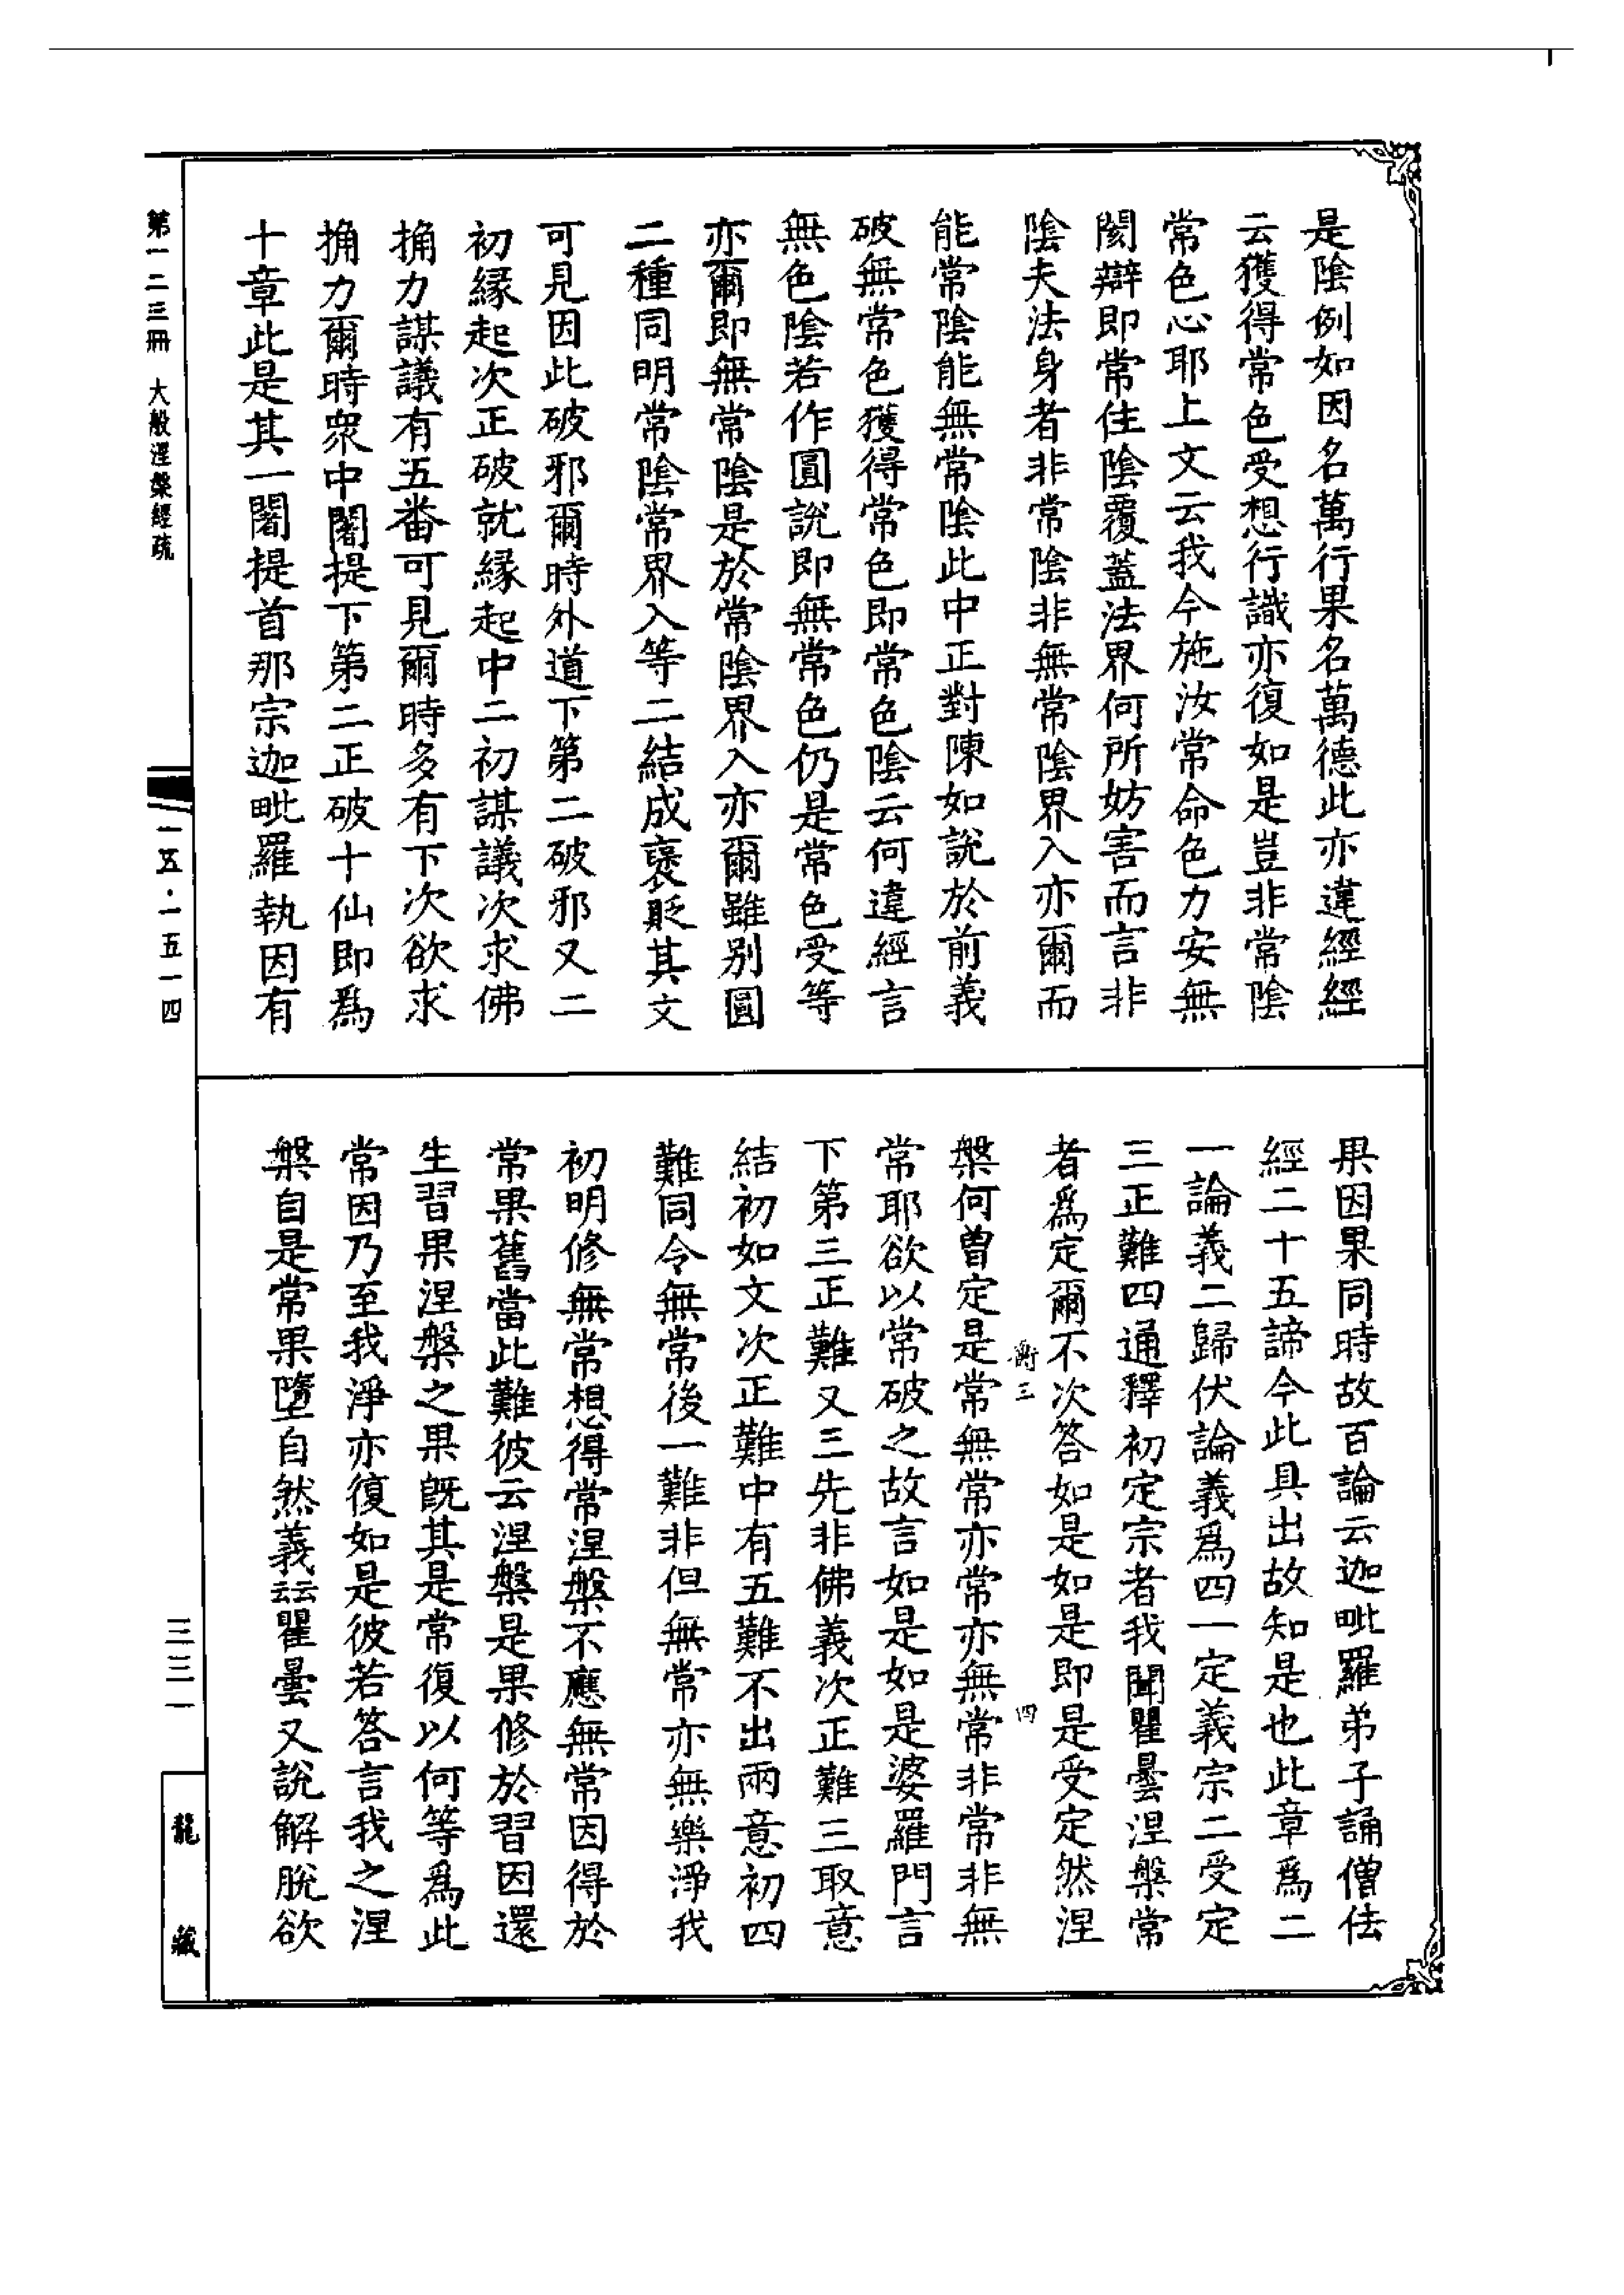 是陰例如因名萬行果名萬德此亦違經經
云獲得常色受想行識亦復如是豈非常陰
常色心耶上文云我今施汝常命色力安無
閡辯即常住陰覆蓋法界何所妨害而言非
陰夫法身者非常陰非無常陰界入亦爾而
能常陰能無常陰此中正對陳如說於前義
破無常色獲得常色即常色陰云何違經言
無色陰若作圓說即無常色仍是常色受等
亦爾即無常陰是於常陰界入亦爾雖别圓
二種同明常陰常界入等二結成褒貶其文
可見因此破邪爾時外道下第二破邪又二
初緣起次正破就緣起中二初謀議次求佛
捔力謀議有五番可見爾時多有下次欲求
捔力爾時衆中闍提下第二正破十仙即爲
十章此是其一闍提首那宗迦毗羅執因有
果因果同時故百論云迦毗羅弟子誦僧佉
經二十五諦今此具出故知是也此章爲二
一論義二歸伏論義爲四一定義宗二受定
三正難四通釋初定宗者我聞瞿曇涅槃常
者爲定爾不次答如是如是即是受定然涅
衡三 四
槃何曾定是常無常亦常亦無常非常非無
常耶欲以常破之故言如是如是婆羅門言
下第三正難又三先非佛義次正難三取意
結初如文次正難中有五難不出兩意初四
難同令無常後一難非但無常亦無樂淨我
初明修無常想得常涅槃不應無常因得於
常果舊當此難彼云涅槃是果修於習因還
生習果涅槃之果旣其是常復以何等爲此
常因乃至我淨亦復如是彼若答言我之涅
槃自是常果墮自然義云云瞿曇又說解脫欲
第一二三冊 大般涅槃經疏
一五·一五一四
三三一
龍藏